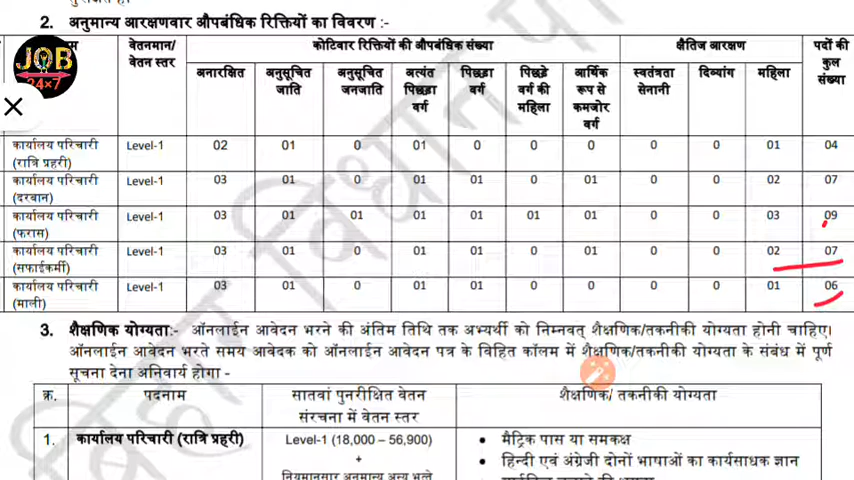 2. अनुमान्य आरक्षणवार औपबंधिक रिक्तियों का विवरण :-
वेतनमान/ वेतन स्तर कोटिवार रिक्तियों की औपबंधिक संख्या क्षैतिज आरक्षण पदों की कुल संख्या
अनारक्षित अनुसूचित जाति अनुसूचित जनजाति अत्यंत पिछड़ा वर्ग पिछड़ा वर्ग पिछड़े वर्ग की महिला आर्थिक रूप से कमजोर वर्ग स्वतंत्रता सेनानी दिव्यांग महिला
JOB
24×7
कार्यालय परिचारी (रात्रि प्रहरी) Level-1 02 01 0 01 0 0 0 0 0 01 04
कार्यालय परिचारी (दरबान) Level-1 03 01 0 01 01 0 01 0 0 02 07
कार्यालय परिचारी (फरास) Level-1 03 01 01 01 01 01 01 0 0 03 09
कार्यालय परिचारी (सफाईकर्मी) Level-1 03 01 0 01 01 0 01 0 0 02 07
कार्यालय परिचारी (माली) Level-1 03 01 0 01 01 0 0 0 0 01 06
3. शैक्षणिक योग्यता:- ऑनलाईन आवेदन भरने की अंतिम तिथि तक अभ्यर्थी को निम्नवत् शैक्षणिक/तकनीकी योग्यता होनी चाहिए।
ऑनलाईन आवेदन भरते समय आवेदक को ऑनलाईन आवेदन पत्र के विहित कॉलम में शैक्षणिक/तकनीकी योग्यता के संबंध में पूर्ण
सूचना देना अनिवार्य होगा -
क्र. पदनाम सातवां पुनरीक्षित वेतन संरचना में वेतन स्तर शैक्षणिक/ तकनीकी योग्यता
1. कार्यालय परिचारी (रात्रि प्रहरी) Level-1 (18,000 – 56,900) • मैट्रिक पास या समकक्ष
+ • हिन्दी एवं अंग्रेजी दोनों भाषाओं का कार्यसाधक ज्ञान
नियमानुसार अनुमान्य अन्य भत्ते